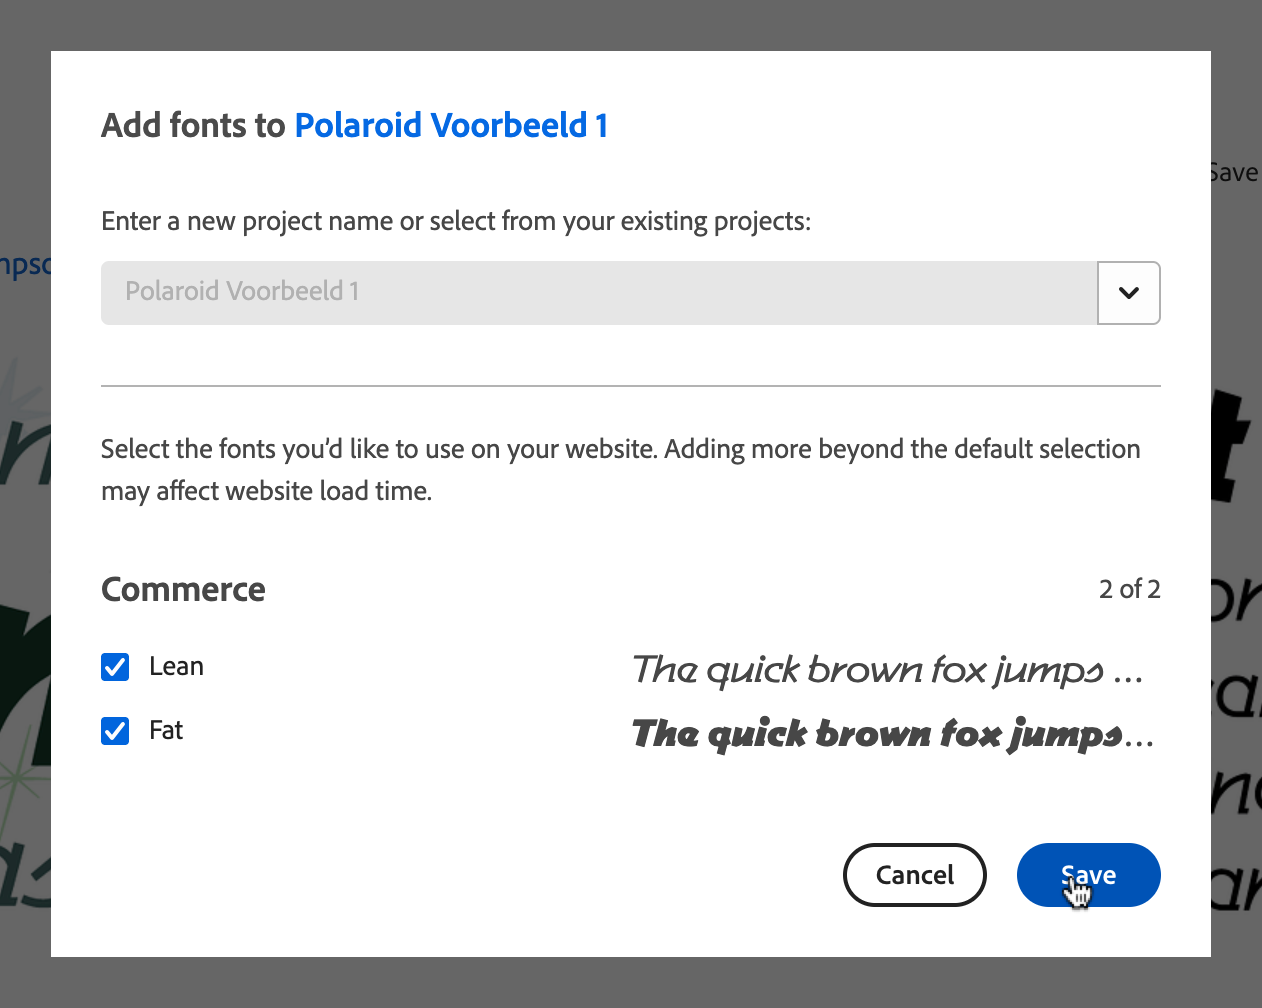 Add fonts to Polaroid Voorbeeld 1
Save
Enter a new project name or select from your existing projects:
Polaroid Voorbeeld 1
Select the fonts you’d like to use on your website. Adding more beyond the default selection
may affect website load time.
Commerce 2 of 2
Lean The quick brown fox jumps ...
Fat The quick brown fox jumps...
Cancel Save